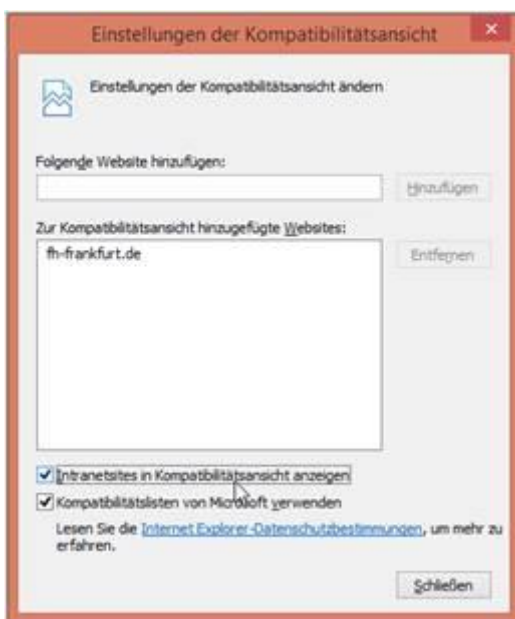 Einstellungen der Kompatibilitätsansicht
Einstellungen der Kompatibilitätsansicht ändern
Folgende Website hinzufügen:
Hinzufügen
Zur Kompatibilitätsansicht hinzugefügte Websites:
fh-frankfurt.de
Entfernen
Intranetsites in Kompatibilitätsansicht anzeigen
Kompatibilitätslisten von Microsoft verwenden
Lesen Sie die Internet Explorer-Datenschutzbestimmungen, um mehr zu
erfahren.
Schließen